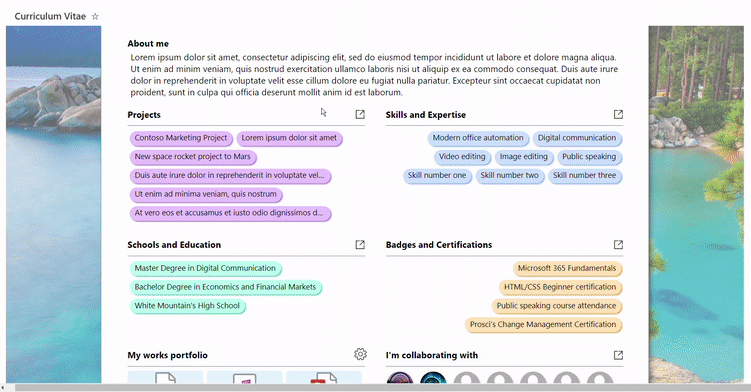 Curriculum Vitae
About me
Lorem ipsum dolor sit amet, consectetur adipiscing elit, sed do eiusmod tempor incididunt ut labore et dolore magna aliqua.
Ut enim ad minim veniam, quis nostrud exercitation ullamco laboris nisi ut aliquip ex ea commodo consequat. Duis aute irure
dolor in reprehenderit in voluptate velit esse cillum dolore eu fugiat nulla pariatur. Excepteur sint occaecat cupidatat non
proident, sunt in culpa qui officia deserunt mollit anim id est laborum.
Projects
Contoso Marketing Project
Lorem ipsum dolor sit amet
New space rocket project to Mars
Duis aute irure dolor in reprehenderit in voluptate vel...
Ut enim ad minima veniam, quis nostrum
At vero eos et accusamus et iusto odio dignissimos d...
Skills and Expertise
Modern office automation
Digital communication
Video editing
Image editing
Public speaking
Skill number one
Skill number two
Skill number three
Schools and Education
Master Degree in Digital Communication
Bachelor Degree in Economics and Financial Markets
White Mountain's High School
Badges and Certifications
Microsoft 365 Fundamentals
HTML/CSS Beginner certification
Public speaking course attendance
Prosci's Change Management Certification
My works portfolio
I'm collaborating with